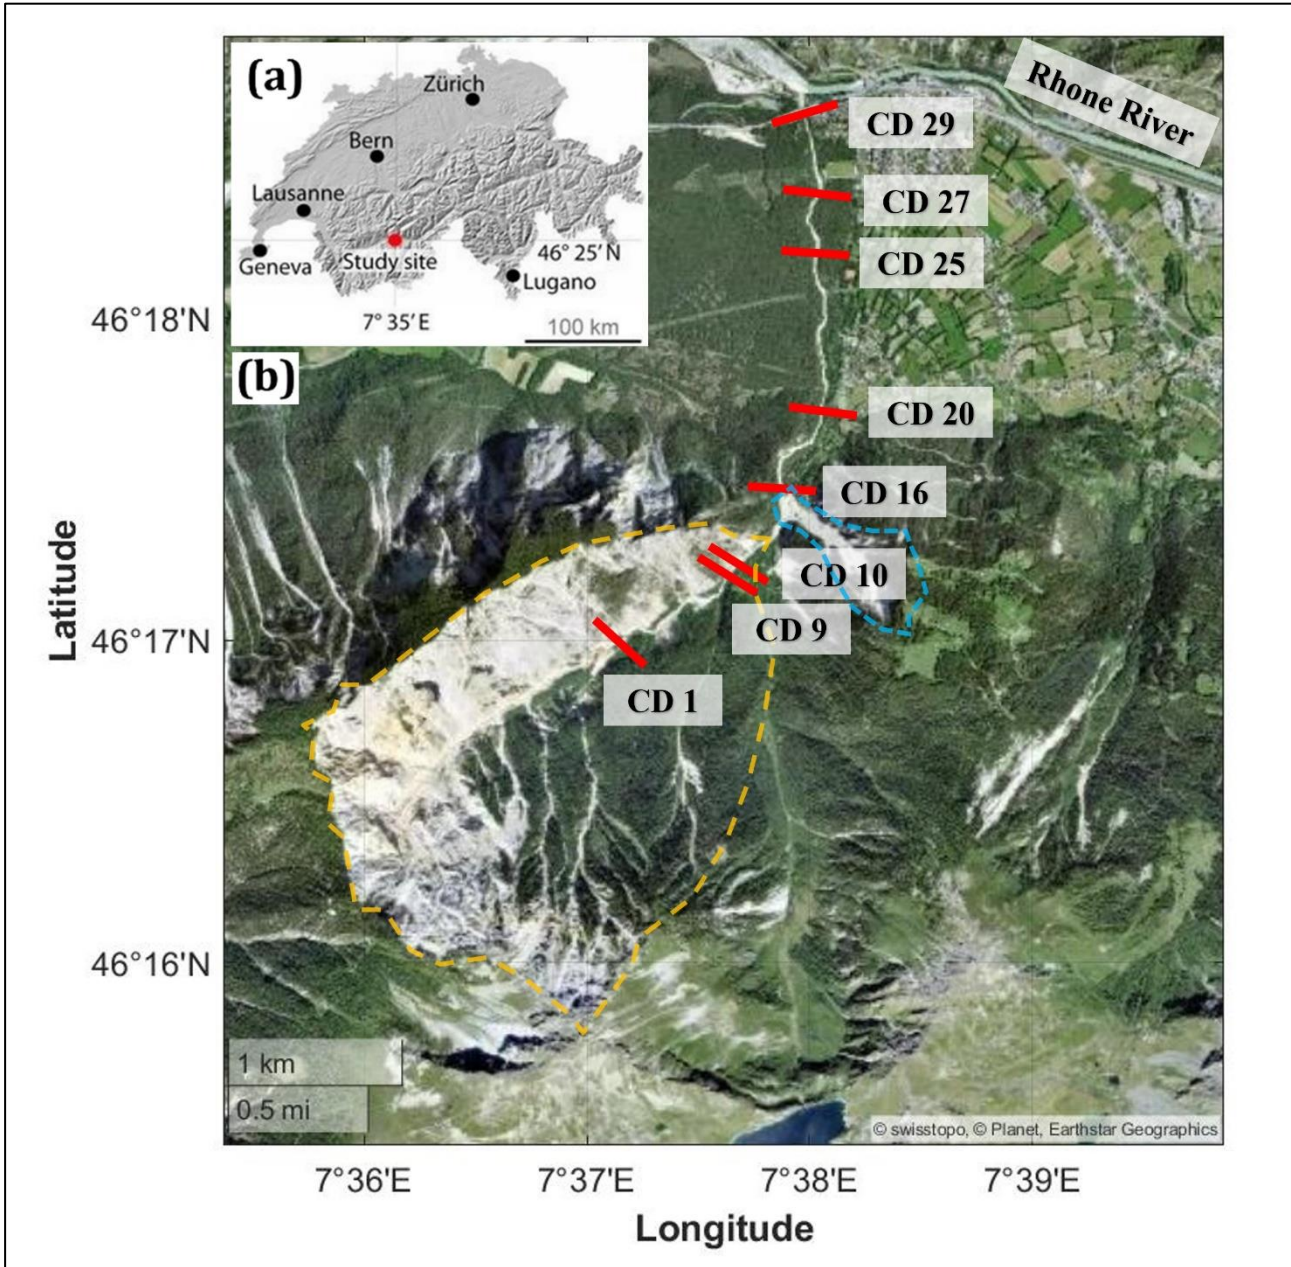 (a)
Zürich
Bern
Lausanne
Geneva
Study site
46° 25′ N
Lugano
7° 35′ E
100 km
Rhone River
CD 29
CD 27
CD 25
46°18'N
(b)
CD 20
CD 16
CD 10
CD 9
46°17'N
CD 1
Latitude
46°16'N
1 km
0.5 mi
© swisstopo, © Planet, Earthstar Geographics
7°36'E
7°37'E
7°38'E
7°39'E
Longitude